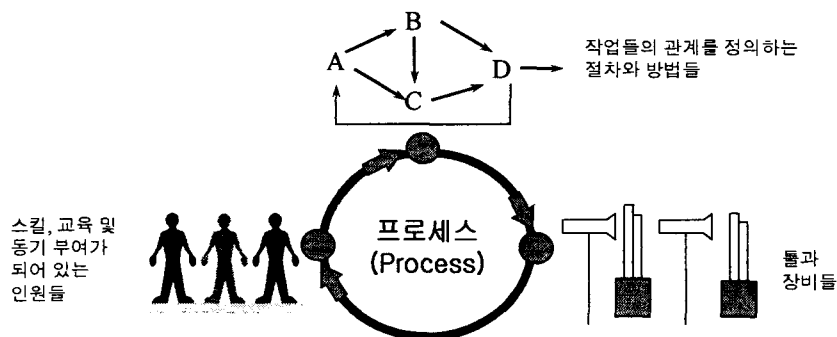 B
A
D
C
작업들의 관계를 정의하는
절차와 방법들
스킬, 교육 및
동기 부여가
되어 있는
인원들
프로세스
(Process)
툴과
장비들